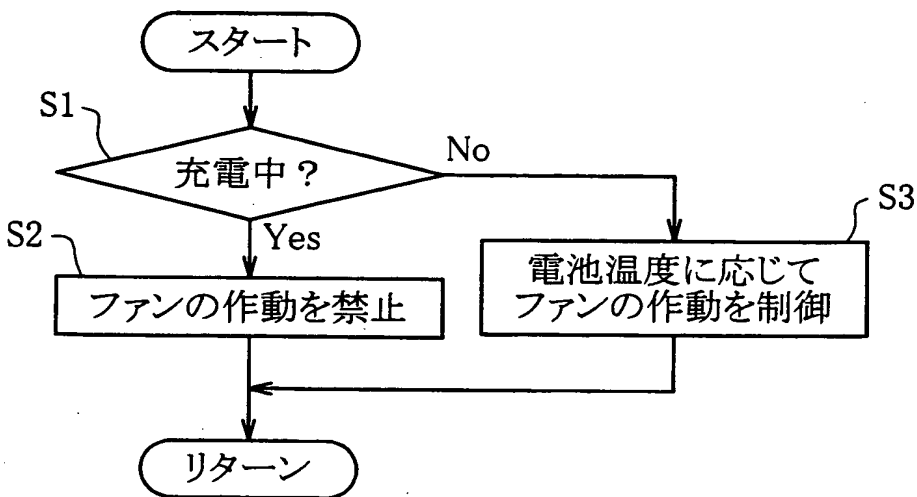 スタート
S1
充電中?
No
Yes
S2
ファンの作動を禁止
S3
電池温度に応じて
ファンの作動を制御
リターン